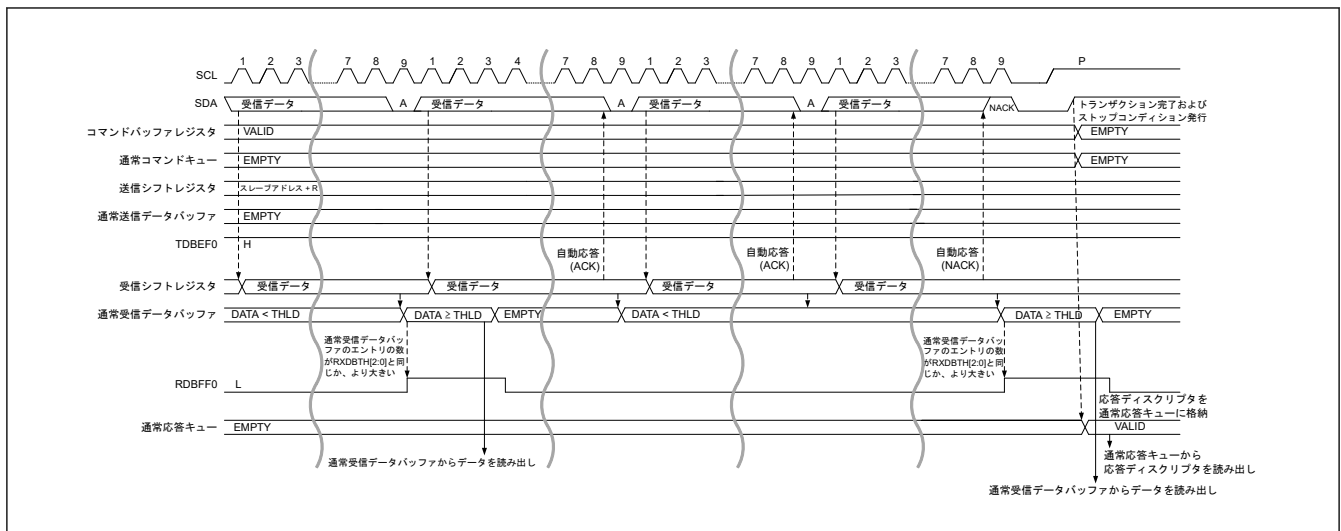 1 2 3 7 8 9 1 2 3 4 7 8 9 1 2 3 7 8 9 1 2 3 7 8 9 P
SCL
SDA 受信データ A 受信データ A 受信データ A 受信データ NACK トランザクション完了および
ストップコンディション発行
コマンドバッファレジスタ VALID EMPTY
通常コマンドキュー EMPTY EMPTY
送信シフトレジスタ スレーブアドレス + R
通常送信データバッファ EMPTY
TDBEF0 H
自動応答
(ACK)
自動応答
(ACK)
自動応答
(NACK)
受信シフトレジスタ 受信データ 受信データ 受信データ 受信データ
通常受信データバッファ DATA < THLD DATA ≥ THLD EMPTY DATA < THLD DATA ≥ THLD EMPTY
通常受信データバッ
ファのエントリの数
がRXDBTH[2:0]と同
じか、より大きい
通常受信データバッ
ファのエントリの数
がRXDBTH[2:0]と同
じか、より大きい
RDBFF0 L
応答ディスクリプタを
通常応答キューに格納
通常応答キュー EMPTY VALID
通常受信データバッファからデータを読み出し
通常応答キューから
応答ディスクリプタを読み出し
通常受信データバッファからデータを読み出し